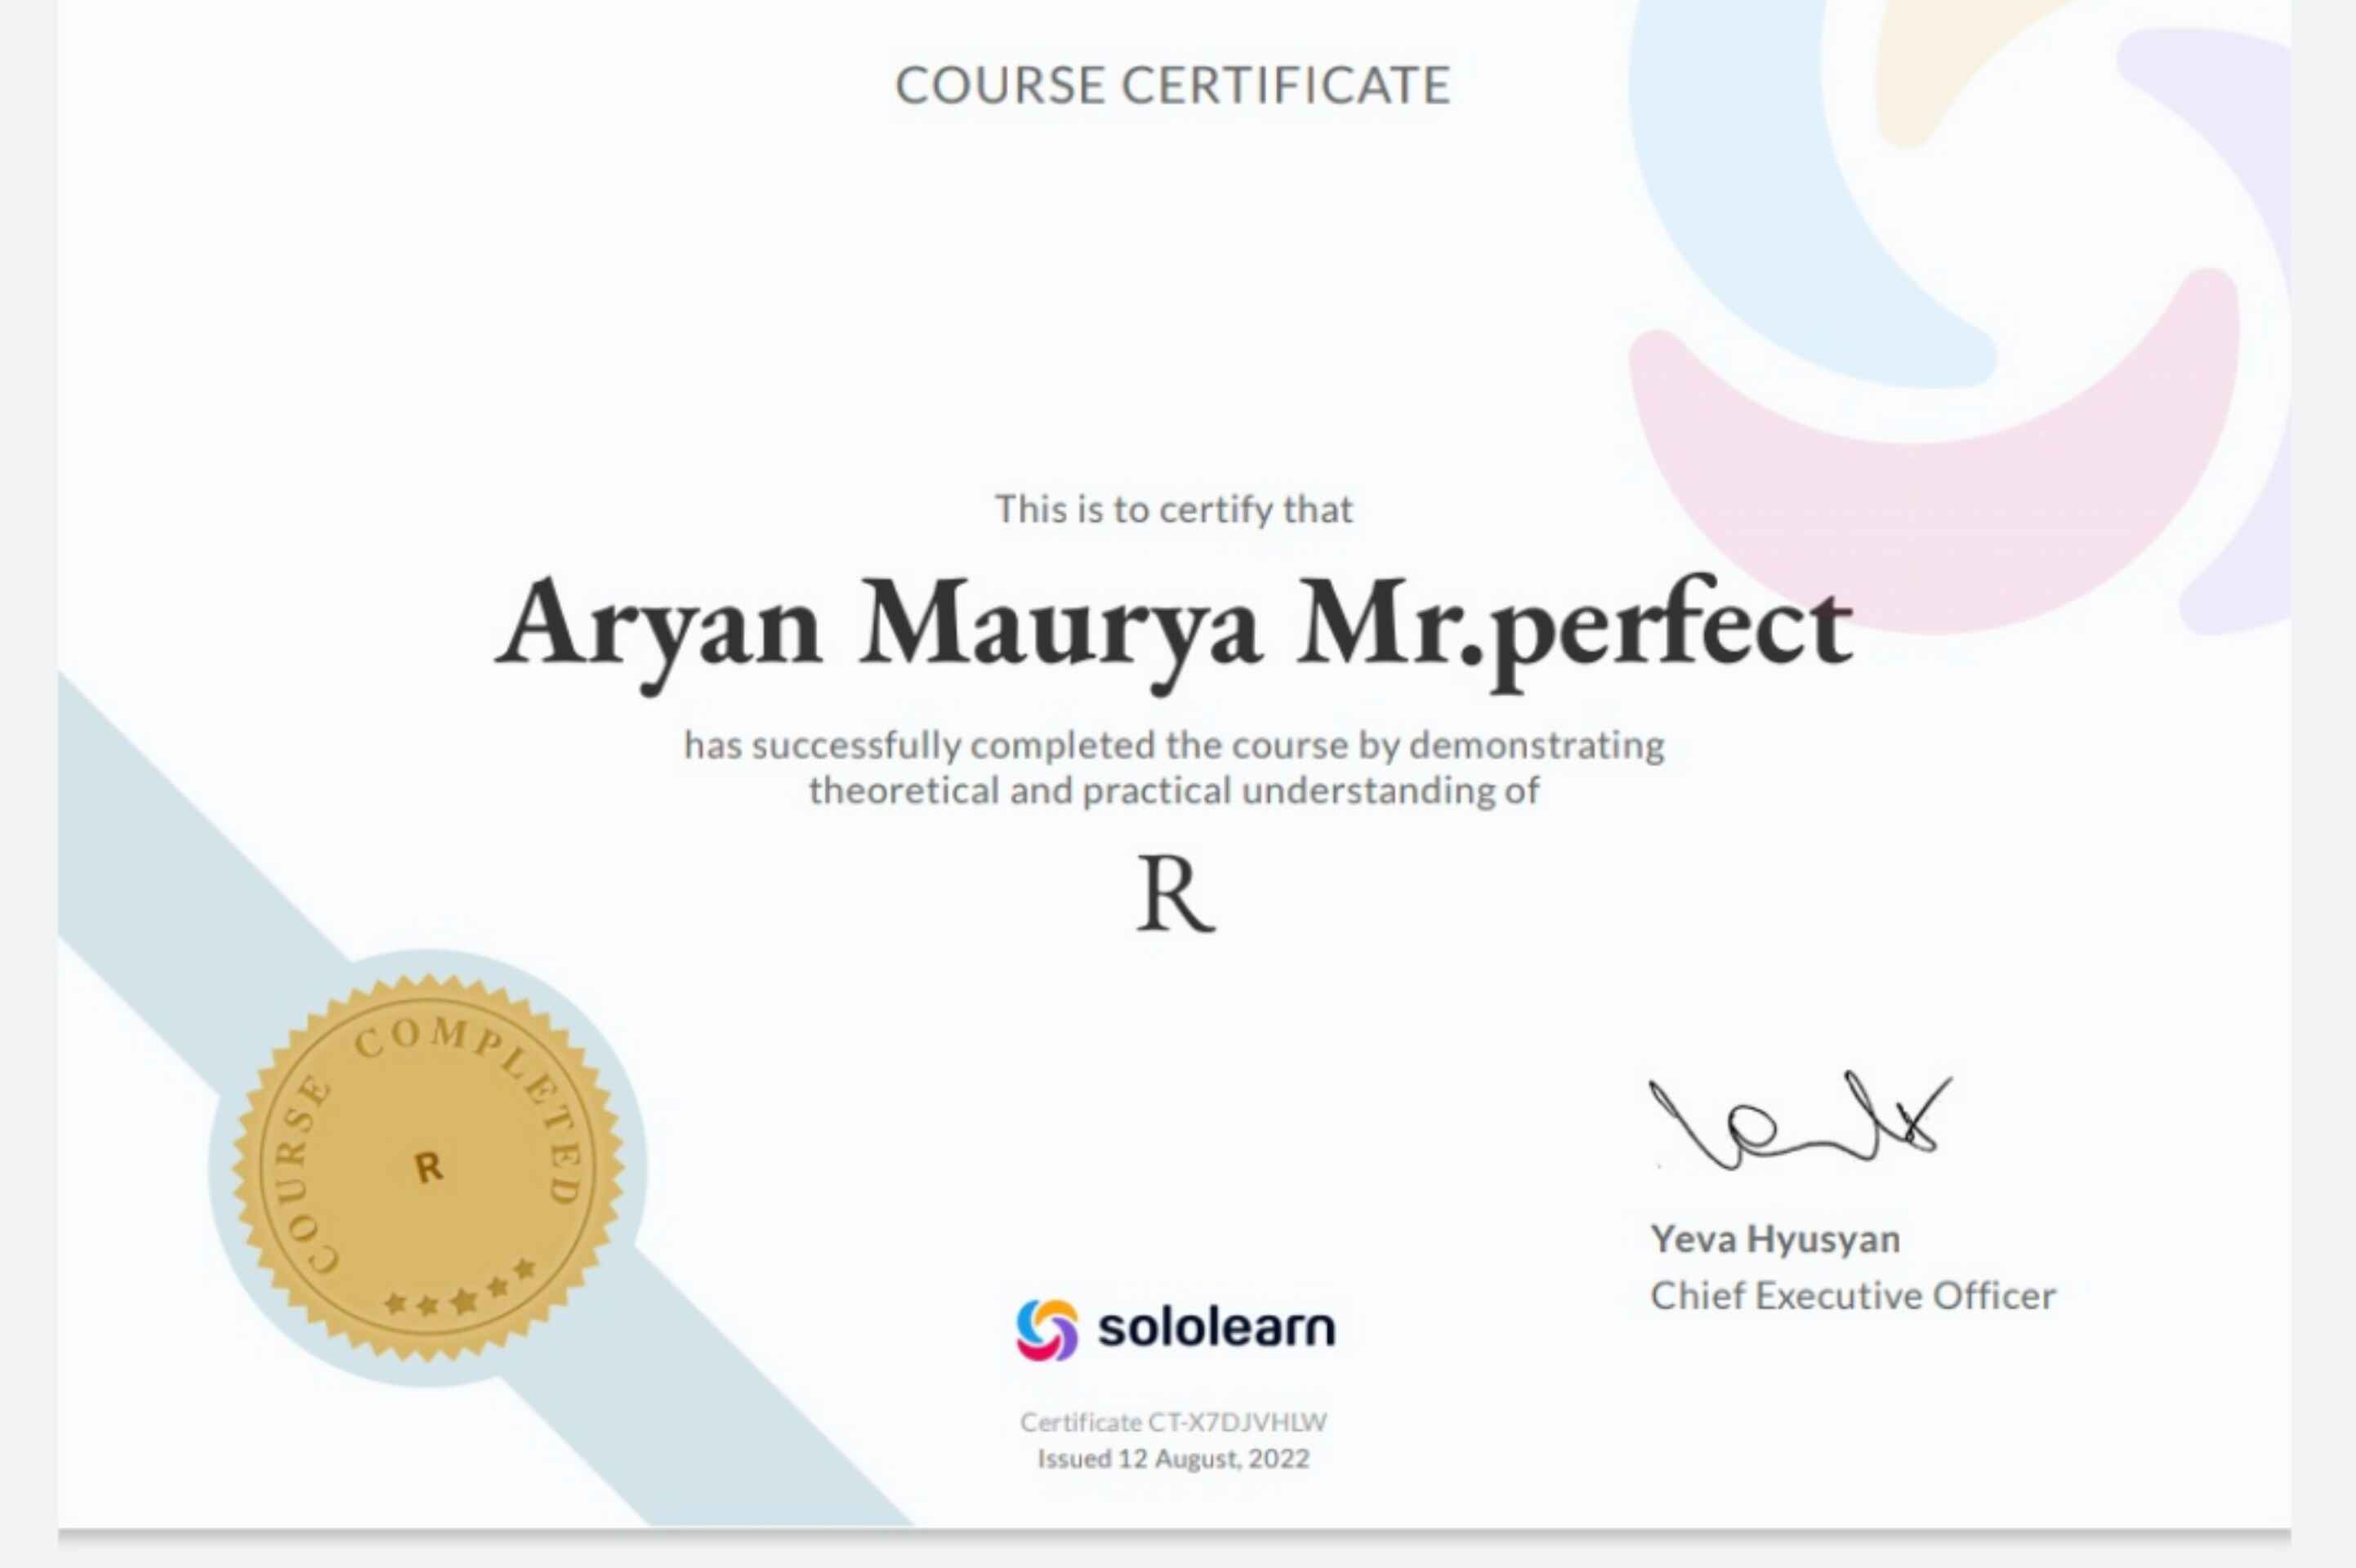 COURSE CERTIFICATE
This is to certify that
Aryan Maurya Mr.perfect
has successfully completed the course by demonstrating
theoretical and practical understanding of
R
COURSE COMPLETED
R
Yeva Hyusyan
Chief Executive Officer
sololearn
Certificate CT-X7DJVHLW
Issued 12 August, 2022